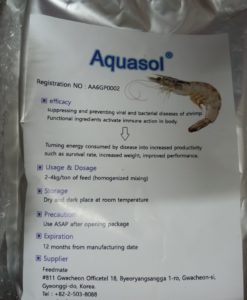 Aquasol®
Registration NO : AA6GP0002
efficacy
suppressing and preventing viral and bacterial diseases of shrimp
Functional ingredients activate immune action in body.
Turning energy consumed by disease into increased productivity
such as survival rate, increased weight, improved performance.
Usage & Dosage
2-4kg/ton of feed (homogenized mixing)
Storage
Dry and dark place at room temperature
Precaution
Use ASAP after opening package
Expiration
12 months from manufacturing date
Supplier
Feedmate
#811 Gwacheon Officetel 18, Byeoryangsangga 1-ro, Gwacheon-si,
Gyeonggi-do, Korea.
Tel : +82-2-503-8088